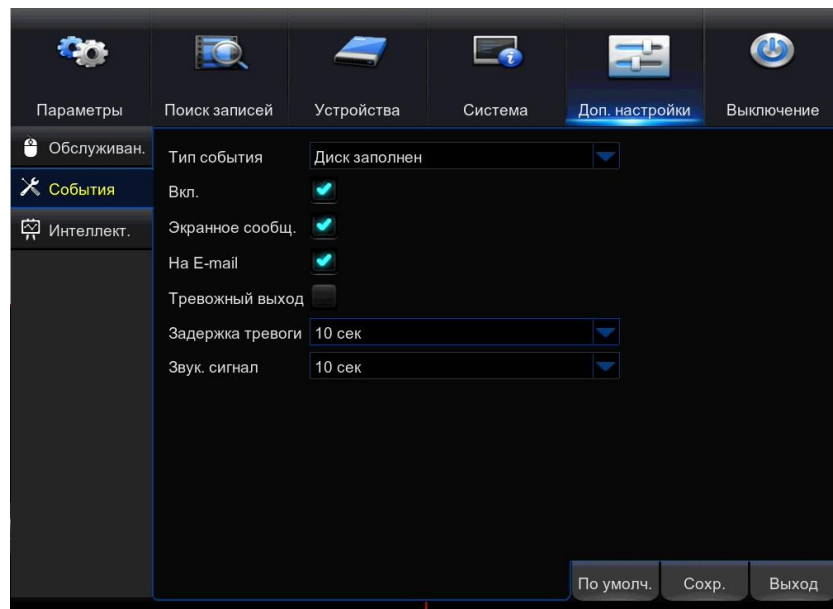 Параметры
Поиск записей
Устройства
Система
Доп. настройки
Выключение
Обслуживан.
События
Интеллект.
Тип события
Диск заполнен
Вкл.
Экранное сообщ.
На E-mail
Тревожный выход
Задержка тревоги
10 сек
Звук. сигнал
10 сек
По умолч.
Сохр.
Выход